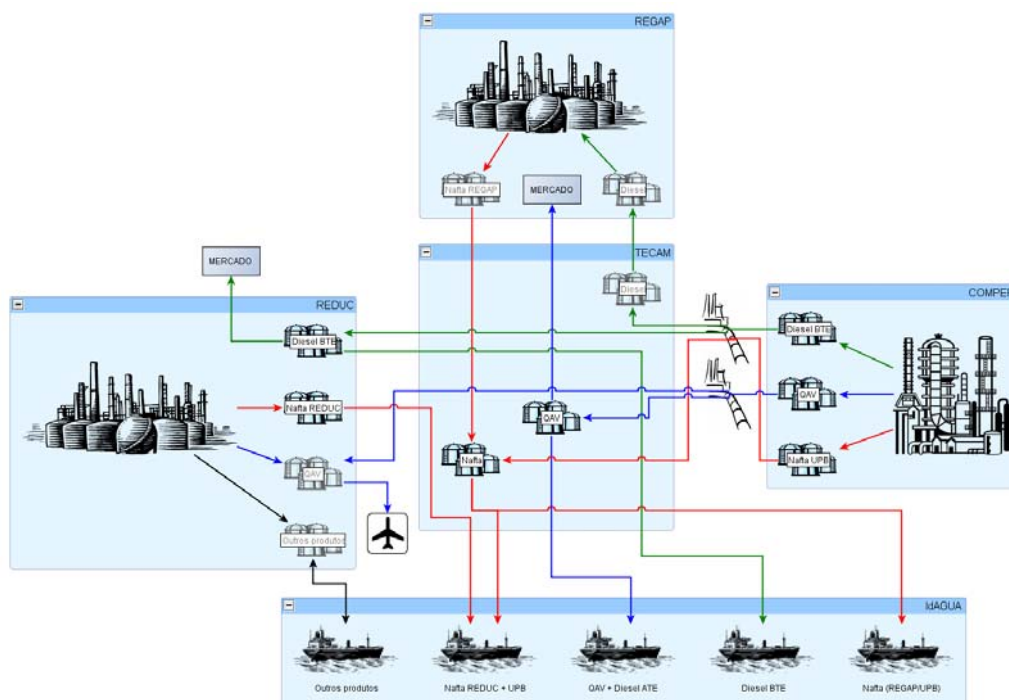 REGAP
Nafta REGAP
MERCADO
Diesel
TECAM
Diesel
MERCADO
REDUC
COMPER
Diesel BTE
Diesel BTE
Nafta REDUC
QAV
QAV
Nafta
Nafta UPB
QAV
Outros produtos
IdAGUA
Outros produtos
Nafta REDUC + UPB
QAV + Diesel ATE
Diesel BTE
Nafta (REGAP/UPB)